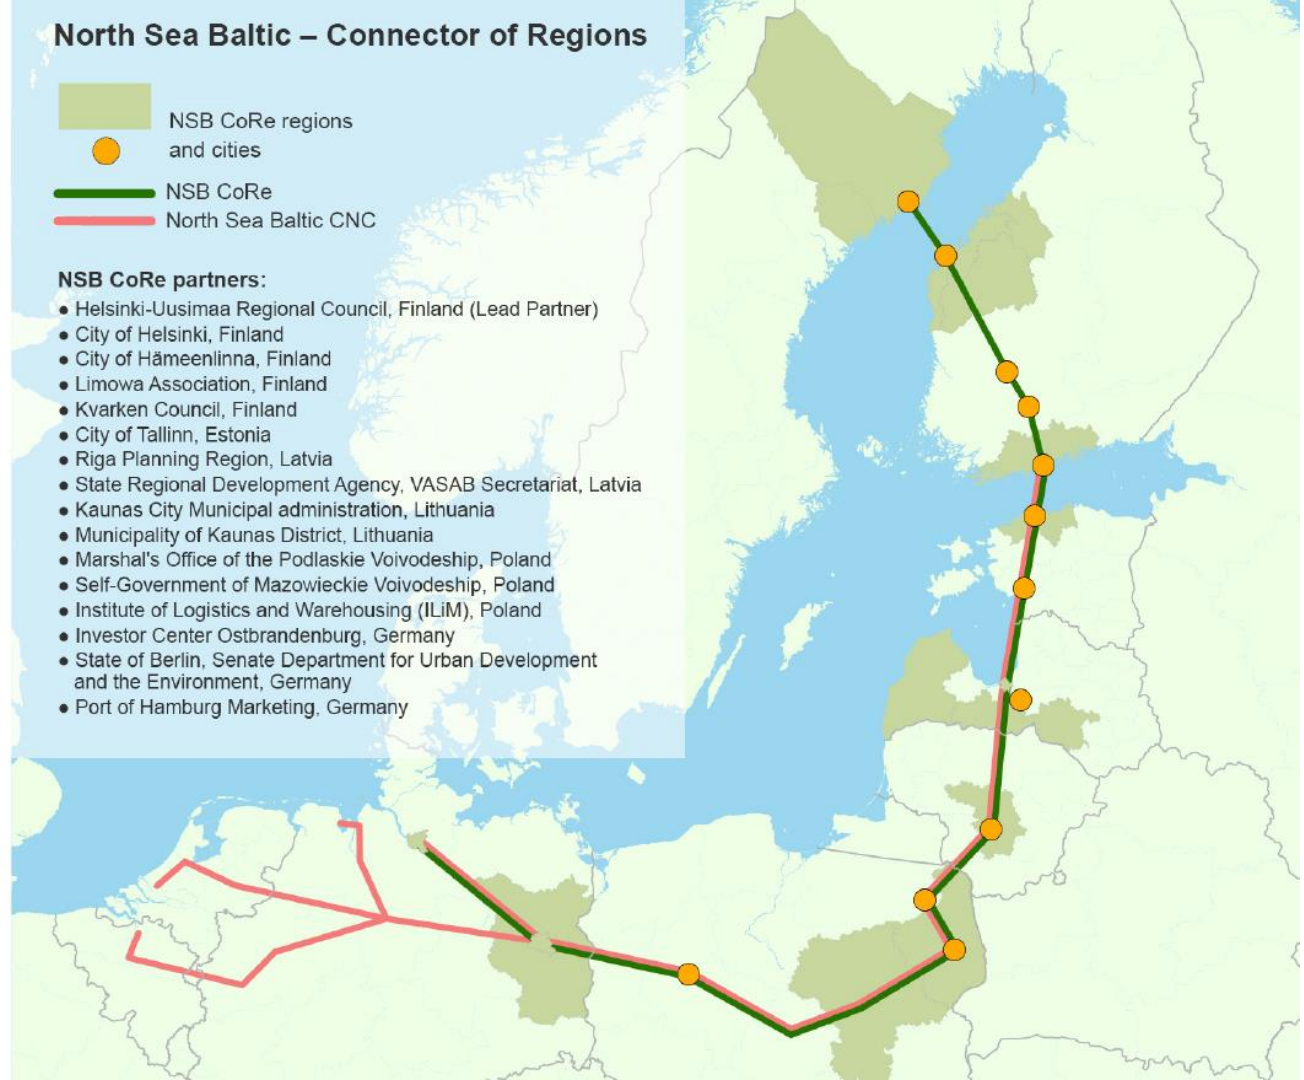 North Sea Baltic – Connector of Regions
NSB CoRe regions
and cities
NSB CoRe
North Sea Baltic CNC
NSB CoRe partners:
● Helsinki-Uusimaa Regional Council, Finland (Lead Partner)
● City of Helsinki, Finland
● City of Hämeenlinna, Finland
● Limowa Association, Finland
● Kvarken Council, Finland
● City of Tallinn, Estonia
● Riga Planning Region, Latvia
● State Regional Development Agency, VASAB Secretariat, Latvia
● Kaunas City Municipal administration, Lithuania
● Municipality of Kaunas District, Lithuania
● Marshal's Office of the Podlaskie Voivodeship, Poland
● Self-Government of Mazowieckie Voivodeship, Poland
● Institute of Logistics and Warehousing (ILiM), Poland
● Investor Center Ostbrandenburg, Germany
● State of Berlin, Senate Department for Urban Development
and the Environment, Germany
● Port of Hamburg Marketing, Germany